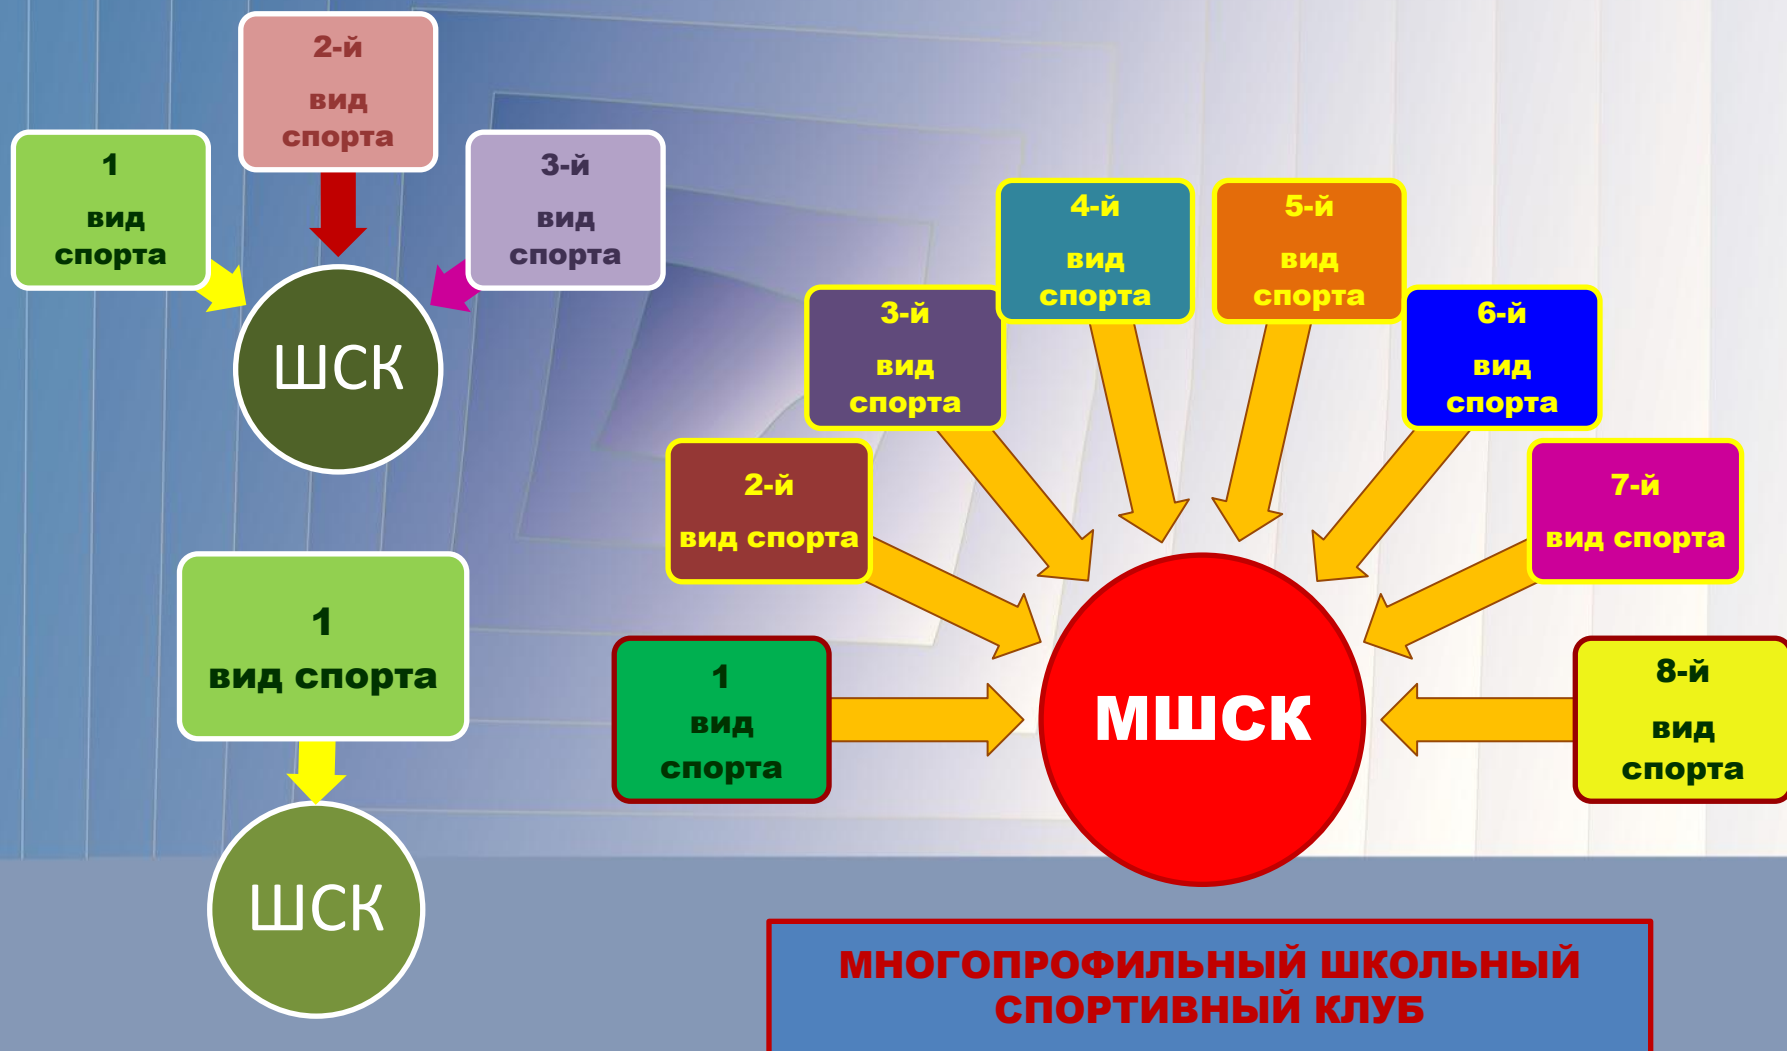 2-й
вид
спорта
1
вид
спорта
3-й
вид
спорта
ШСК
1
вид спорта
ШСК
4-й
вид
спорта
5-й
вид
спорта
3-й
вид
спорта
6-й
вид
спорта
2-й
вид спорта
7-й
вид спорта
1
вид
спорта
8-й
вид
спорта
МШСК
МНОГОПРОФИЛЬНЫЙ ШКОЛЬНЫЙ
СПОРТИВНЫЙ КЛУБ